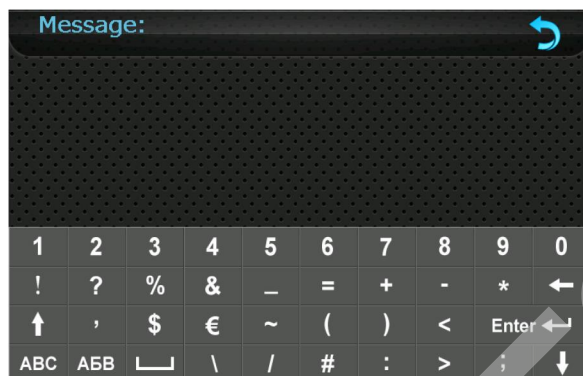 Message:
1 2 3 4 5 6 7 8 9 0
! ? % & _ = + - *
, $ € ~ ( ) < Enter
ABC АБВ \ / # : > ;